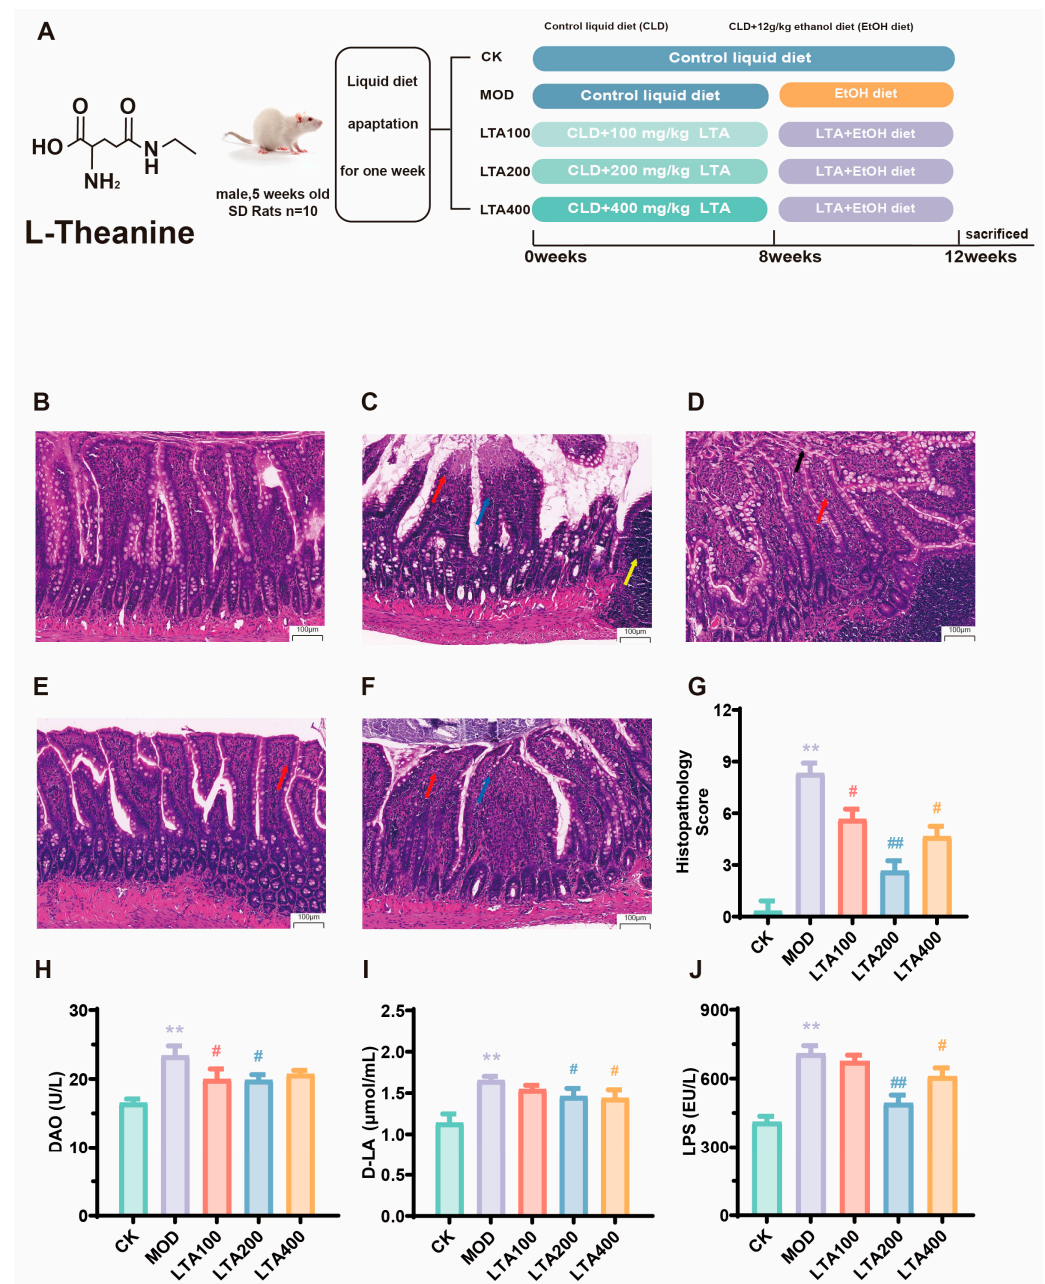 A
Control liquid diet (CLD)
CLD+12g/kg ethanol diet (EtOH diet)
CK
Control liquid diet
MOD
Control liquid diet
EtOH diet
LTA100
CLD+100 mg/kg LTA
LTA+EtOH diet
LTA200
CLD+200 mg/kg LTA
LTA+EtOH diet
LTA400
CLD+400 mg/kg LTA
LTA+EtOH diet
Liquid diet
apaptation
for one week
O
O
HO
N
H
NH2
male,5 weeks old
SD Rats n=10
L-Theanine
sacrificed
0weeks
8weeks
12weeks
B
100μm
C
100μm
D
100μm
E
100μm
F
100μm
G
Histopathology
Score
12
9
6
3
0
**
#
##
#
CK
MOD
LTA100
LTA200
LTA400
H
DAO (U/L)
30
20
10
0
**
#
#
CK
MOD
LTA100
LTA200
LTA400
I
D-LA (μmol/mL)
2.5
2.0
1.5
1.0
0.5
0.0
**
#
#
CK
MOD
LTA100
LTA200
LTA400
J
LPS (EU/L)
900
600
300
0
**
##
#
CK
MOD
LTA100
LTA200
LTA400